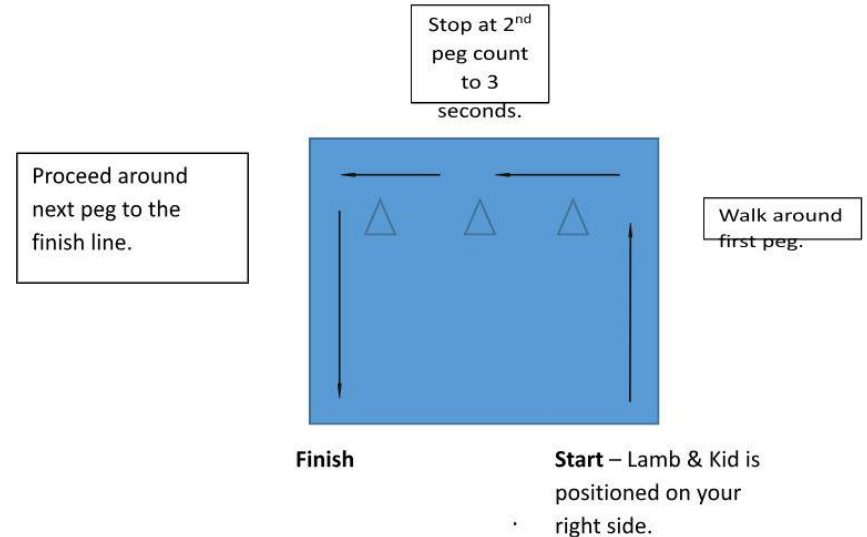 Stop at 2nd
peg count
to 3
seconds.
Proceed around
next peg to the
finish line.
Walk around
first peg.
Finish
Start – Lamb & Kid is
positioned on your
right side.